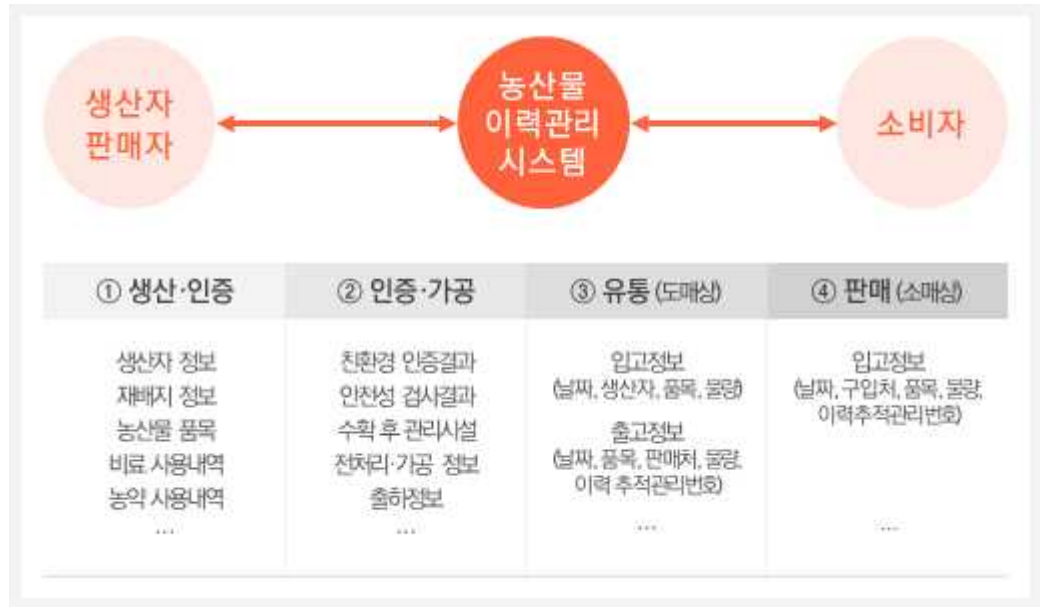 생산자
판매자
농산물
이력관리
시스템
소비자
① 생산·인증
② 인증·가공
③ 유통 (도매상)
④ 판매 (소매상)
생산자 정보
재배지 정보
농산물 품목
비료 사용내역
농약 사용내역
...
친환경 인증결과
안전성 검사결과
수확 후 관리시설
전처리·가공 정보
출하정보
...
입고정보
(날짜, 생산자, 품목, 물량)
출고정보
(날짜, 품목, 판매처, 물량,
이력 추적관리번호)
...
입고정보
(날짜, 구입처, 품목, 물량,
이력추적관리번호)
...